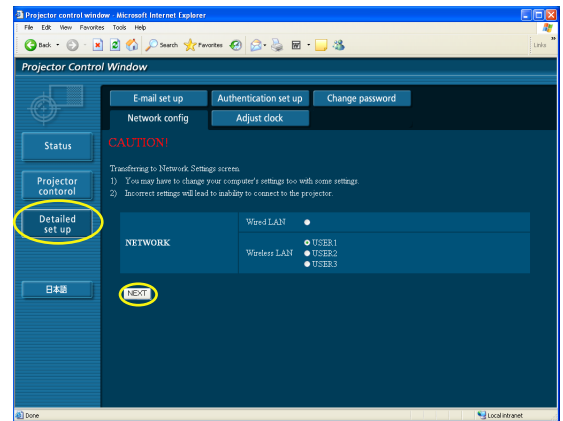 Projector control window - Microsoft Internet Explorer
File Edit View Favorites Tools Help
Back Search Favorites Links
Projector Control Window
E-mail set up Authentication set up Change password
Network config Adjust clock
Status
Projector contorol
Detailed set up
日本語
CAUTION!
Transferring to Network Settings screen.
1) You may have to change your computer's settings too with some settings.
2) Incorrect settings will lead to inability to connect to the projector.
NETWORK
Wired LAN
Wireless LAN
USER1
USER2
USER3
NEXT
Done Local intranet